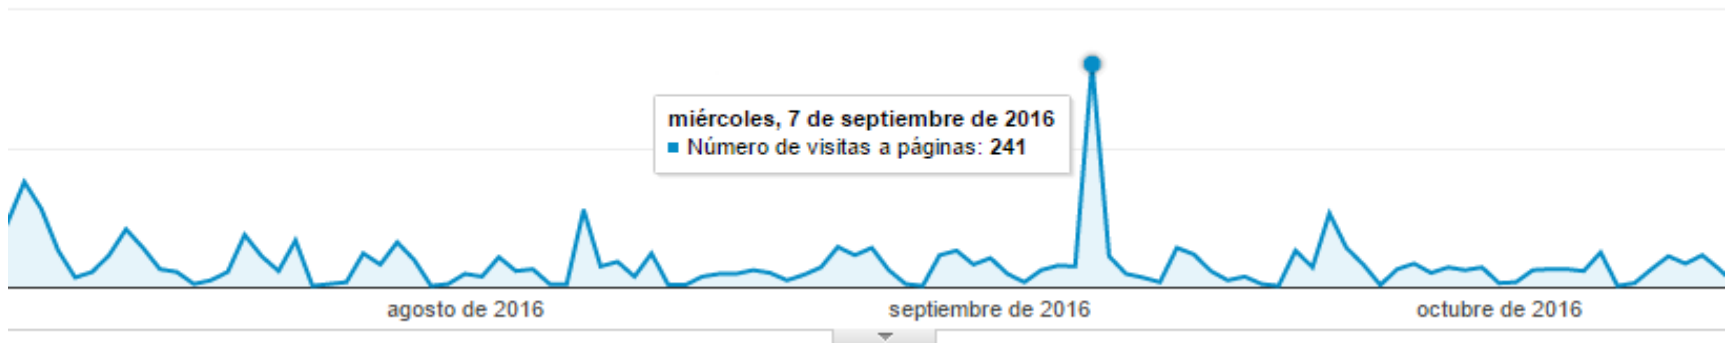 miércoles, 7 de septiembre de 2016
Número de visitas a páginas: 241
agosto de 2016
septiembre de 2016
octubre de 2016